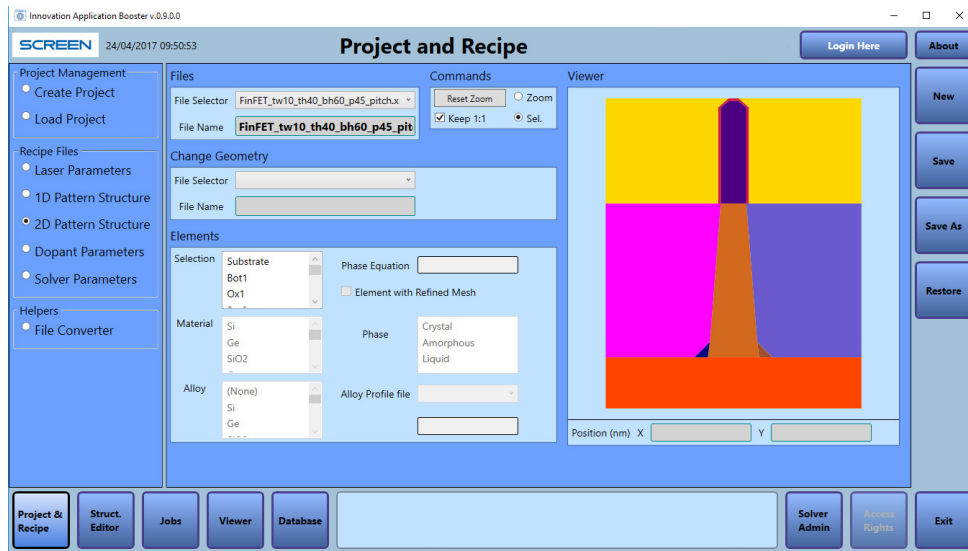 Innovation Application Booster v.0.9.0.0
SCREEN 24/04/2017 09:50:53 Project and Recipe Login Here About
Project Management
Create Project
Load Project
Recipe Files
Laser Parameters
1D Pattern Structure
2D Pattern Structure
Dopant Parameters
Solver Parameters
Helpers
File Converter
Files
File Selector FinFET_tw10_th40_bh60_p45_pitch.x
File Name FinFET_tw10_th40_bh60_p45_pit
Commands
Reset Zoom Zoom
Keep 1:1 Sel.
Change Geometry
File Selector
File Name
Elements
Selection
Substrate
Bot1
Ox1
Phase Equation
Element with Refined Mesh
Material
Si
Ge
SiO2
Phase
Crystal
Amorphous
Liquid
Alloy
(None)
Si
Ge
Alloy Profile file
Viewer
Position (nm) X Y
New
Save
Save As
Restore
Project & Recipe
Struct. Editor
Jobs
Viewer
Database
Solver Admin
Access Rights
Exit